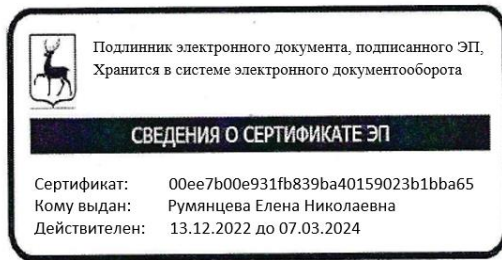 Подлинник электронного документа, подписанного ЭП,
Хранится в системе электронного документооборота
СВЕДЕНИЯ О СЕРТИФИКАТЕ ЭП
Сертификат: 00ee7b00e931fb839ba40159023b1bba65
Кому выдан: Румянцева Елена Николаевна
Действителен: 13.12.2022 до 07.03.2024